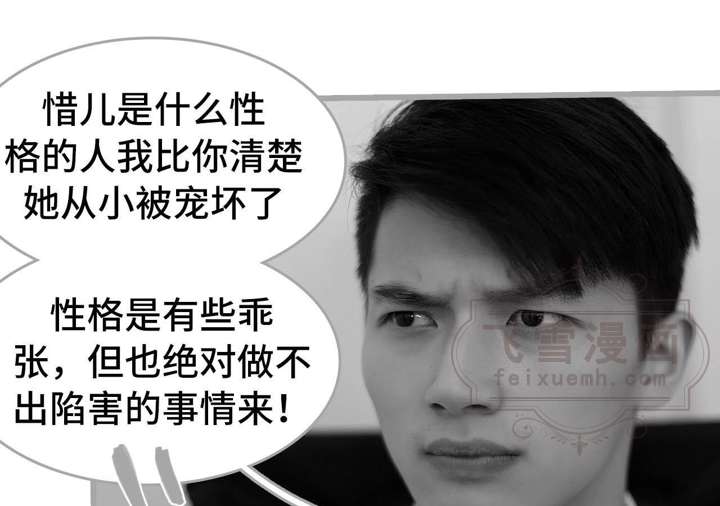 惜儿是什么性
格的人我比你清楚
她从小被宠坏了
性格是有些乖
张，但也绝对做不
出陷害的事情来！
飞雪漫画
feixuemh.com